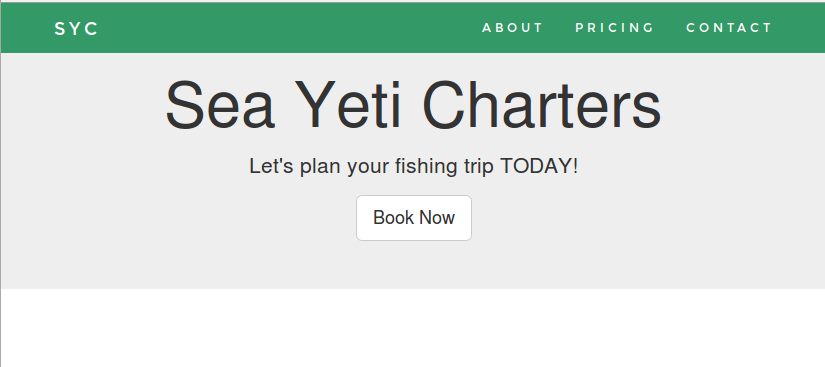 SYC ABOUT PRICING CONTACT
Sea Yeti Charters
Let's plan your fishing trip TODAY!
Book Now